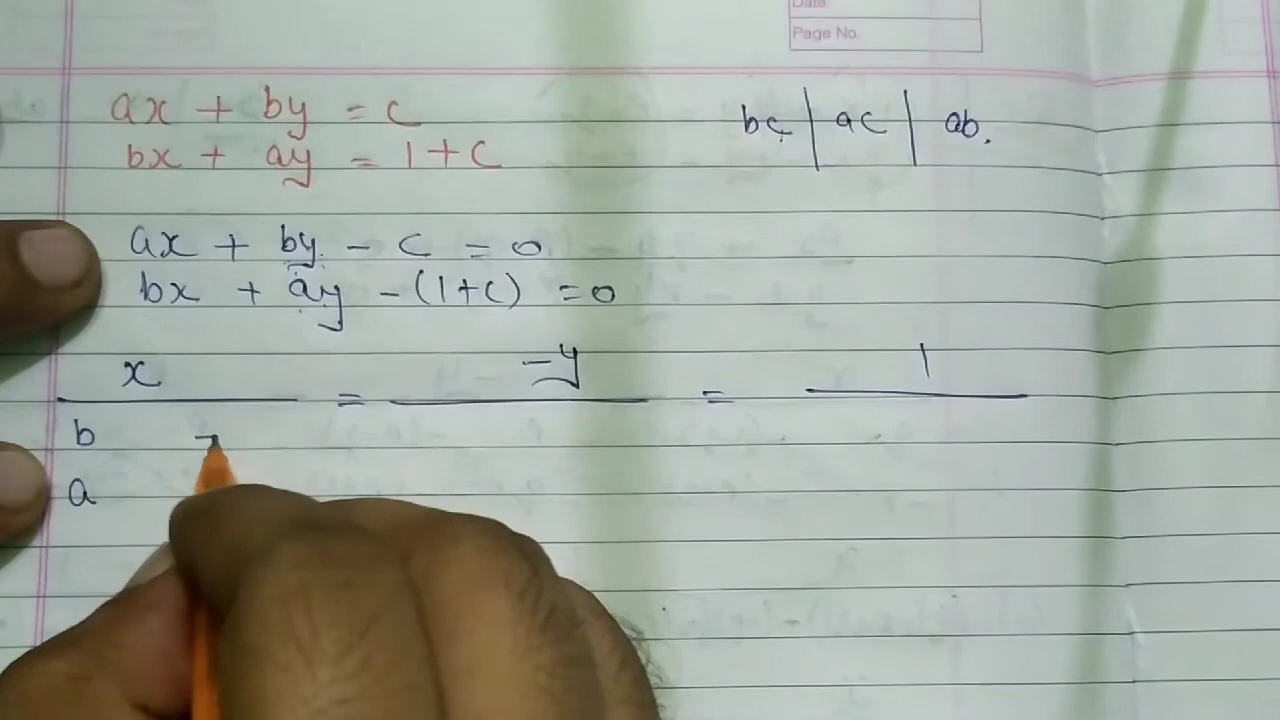 Date
Page No.
ax + by = c
bc | ac | ab.
bx + ay = 1 + c
ax + by - c = 0
bx + ay - (1+c) = 0
x = -y = 1
b -
a